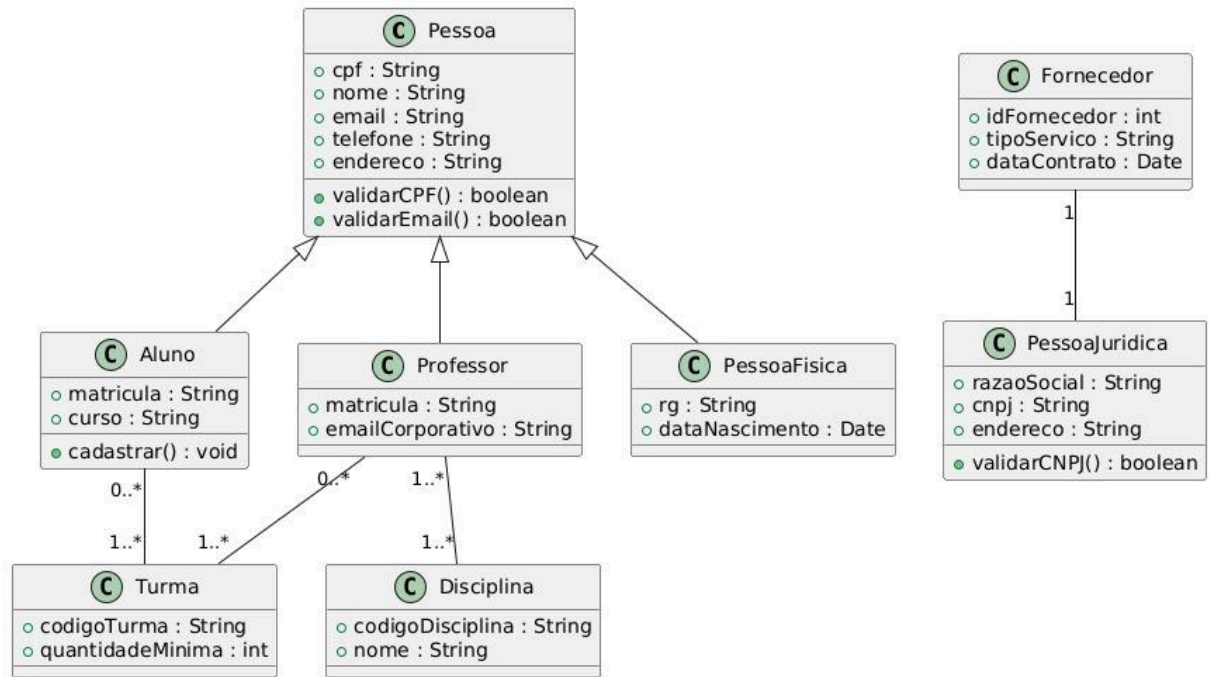 C Pessoa
cpf : String
nome : String
email : String
telefone : String
endereco : String
validarCPF() : boolean
validarEmail() : boolean
C Fornecedor
idFornecedor : int
tipoServico : String
dataContrato : Date
1
1
C Aluno
matricula : String
curso : String
cadastrar() : void
C Professor
matricula : String
emailCorporativo : String
C PessoaFisica
rg : String
dataNascimento : Date
C PessoaJuridica
razaoSocial : String
cnpj : String
endereco : String
validarCNPJ() : boolean
0..*
0..*
1..*
1..*
1..*
1..*
C Turma
codigoTurma : String
quantidadeMinima : int
C Disciplina
codigoDisciplina : String
nome : String